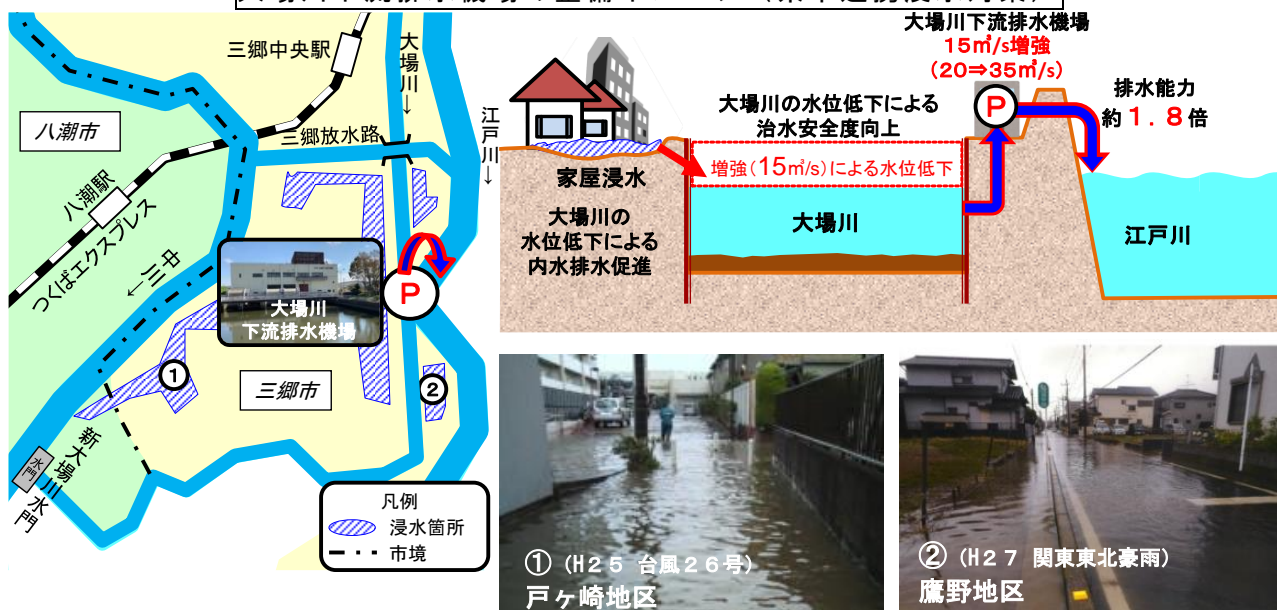 三郷中央駅
大場川→
江戸川→
八潮市
三郷放水路
八潮駅
つくばエクスプレス
中川→
P
大場川
下流排水機場
①
②
三郷市
新大場川水門
水門
凡例
浸水箇所
市境
大場川下流排水機場
15㎥/s増強
(20⇒35㎥/s)
P
排水能力
約1.8倍
大場川の水位低下による
治水安全度向上
増強(15㎥/s)による水位低下
家屋浸水
大場川の
水位低下による
内水排水促進
大場川
江戸川
① (H25 台風26号)
戸ヶ崎地区
② (H27 関東東北豪雨)
鷹野地区